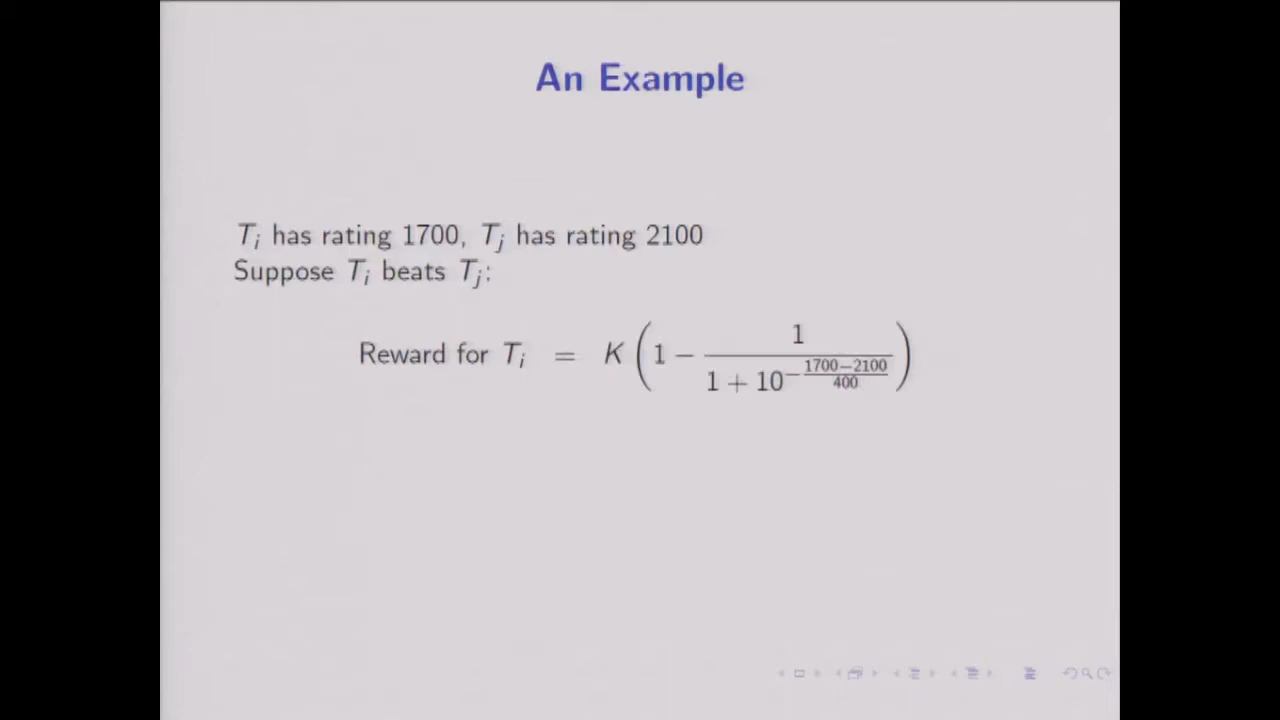 An Example
T_i has rating 1700, T_j has rating 2100
Suppose T_i beats T_j:
Reward for T_i = K(1 − 1/(1 + 10^{−(1700−2100)/400}))